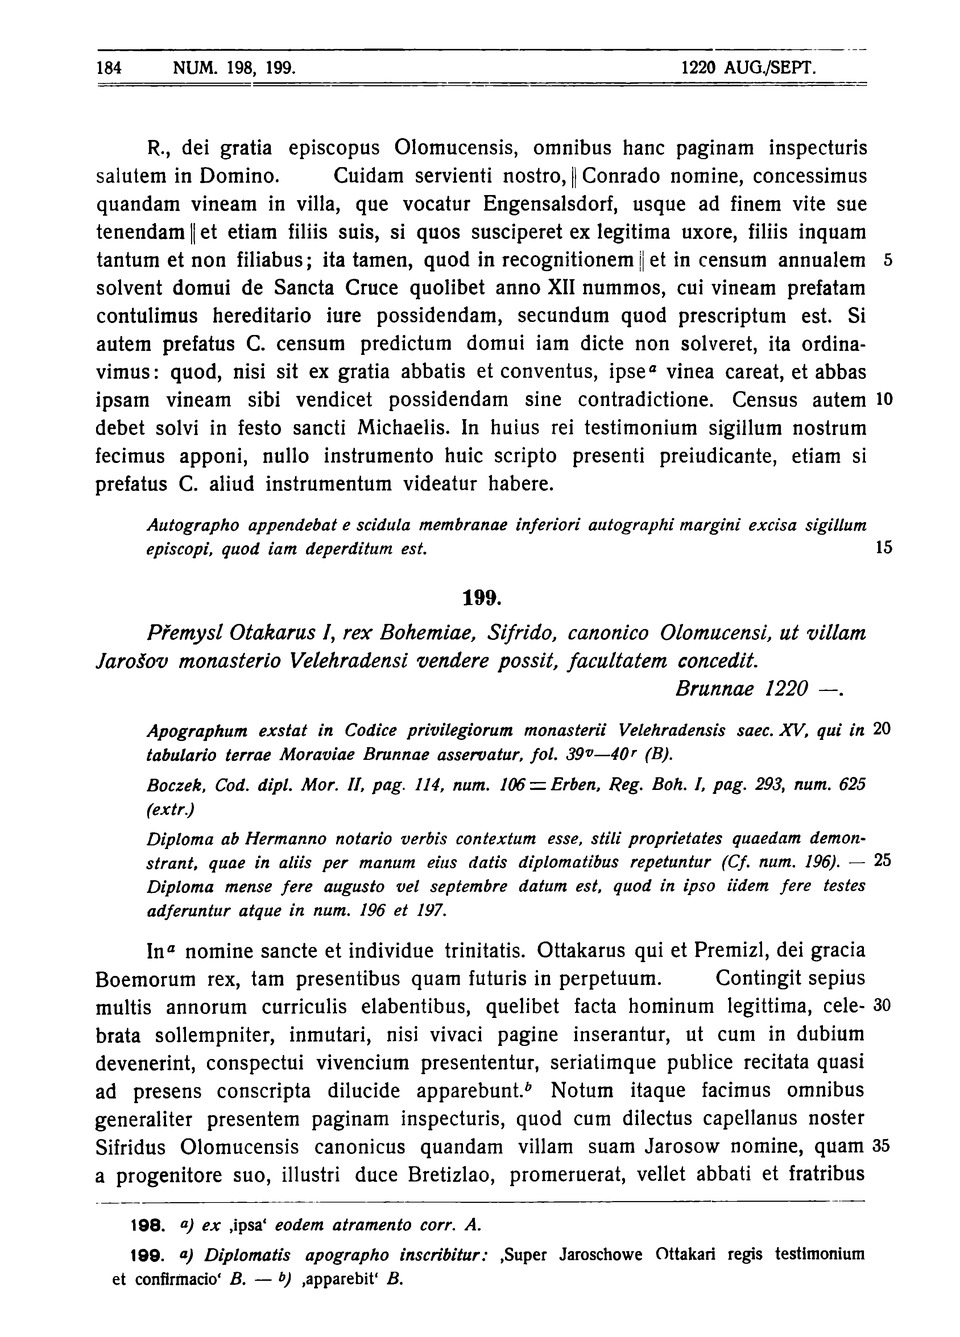 184 NUM. 198, 199. 1220 AUG./SEPT.
R., dei gratia episcopus Olomucensis, omnibus hanc paginam inspecturis
salutem in Domino. Cuidam servienti nostro, || Conrado nomine, concessimus
quandam vineam in villa, que vocatur Engensalsdorf, usque ad finem vite sue
tenendam || et etiam filiis suis, si quos susciperet ex legitima uxore, filiis inquam
tantum et non filiabus; ita tamen, quod in recognitionem || et in censum annualem 5
solvent domui de Sancta Cruce quolibet anno XII nummos, cui vineam prefatam
contulimus hereditario iure possidendam, secundum quod prescriptum est. Si
autem prefatus C. censum predictum domui iam dicte non solveret, ita ordina-
vimus: quod, nisi sit ex gratia abbatis et conventus, ipse a vinea careat, et abbas
ipsam vineam sibi vendicet possidendam sine contradictione. Census autem 10
debet solvi in festo sancti Michaelis. In huius rei testimonium sigillum nostrum
fecimus apponi, nullo instrumento huic scripto presenti preiudicante, etiam si
prefatus C. aliud instrumentum videatur habere.
Autographo appendebat e scidula membranae inferiori autographi margini excisa sigillum
episcopi, quod iam deperditum est. 15
199.
Přemysl Otakarus I, rex Bohemiae, Sifrido, canonico Olomucensi, ut villam
Jarošov monasterio Velehradensi vendere possit, facultatem concedit.
Brunnae 1220 —.
Apographum exstat in Codice privilegiorum monasterii Velehradensis saec. XV, qui in 20
tabulario terrae Moraviae Brunnae asservatur, fol. 39v—40r (B).
Boczek, Cod. dipl. Mor. II, pag. 114, num. 106 = Erben, Reg. Boh. I, pag. 293, num. 625
(extr.)
Diploma ab Hermanno notario verbis contextum esse, stili proprietates quaedam demon-
strant, quae in aliis per manum eius datis diplomatibus repetuntur (Cf. num. 196). — 25
Diploma mense fere augusto vel septembre datum est, quod in ipso iidem fere testes
adferuntur atque in num. 196 et 197.
In a nomine sancte et individue trinitatis. Ottakarus qui et Premizl, dei gracia
Boemorum rex, tam presentibus quam futuris in perpetuum. Contingit sepius
multis annorum curriculis elabentibus, quelibet facta hominum legittima, cele- 30
brata sollempniter, inmutari, nisi vivaci pagine inserantur, ut cum in dubium
devenerint, conspectui vivencium presententur, seriatimque publice recitata quasi
ad presens conscripta dilucide apparebunt.b Notum itaque facimus omnibus
generaliter presentem paginam inspecturis, quod cum dilectus capellanus noster
Sifridus Olomucensis canonicus quandam villam suam Jarosow nomine, quam 35
a progenitore suo, illustri duce Bretizlao, promeruerat, vellet abbati et fratribus
198. a) ex ‚ipsa‘ eodem atramento corr. A.
199. a) Diplomatis apographo inscribitur: ‚Super Jaroschowe Ottakari regis testimonium
et confirmacio‘ B. — b) ‚apparebit‘ B.